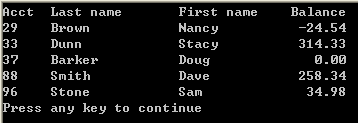 Acct  Last name       First name     Balance
29    Brown           Nancy           -24.54
33    Dunn            Stacy           314.33
37    Barker          Doug              0.00
88    Smith           Dave            258.34
96    Stone           Sam              34.98
Press any key to continue